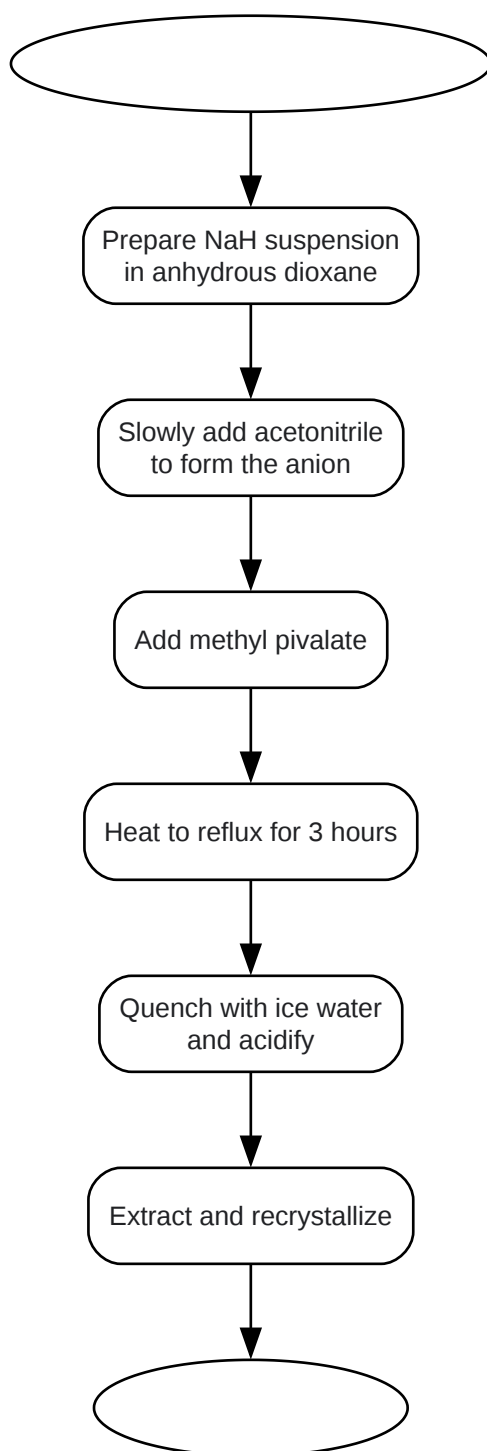 Prepare NaH suspension
in anhydrous dioxane
Slowly add acetonitrile
to form the anion
Add methyl pivalate
Heat to reflux for 3 hours
Quench with ice water
and acidify
Extract and recrystallize